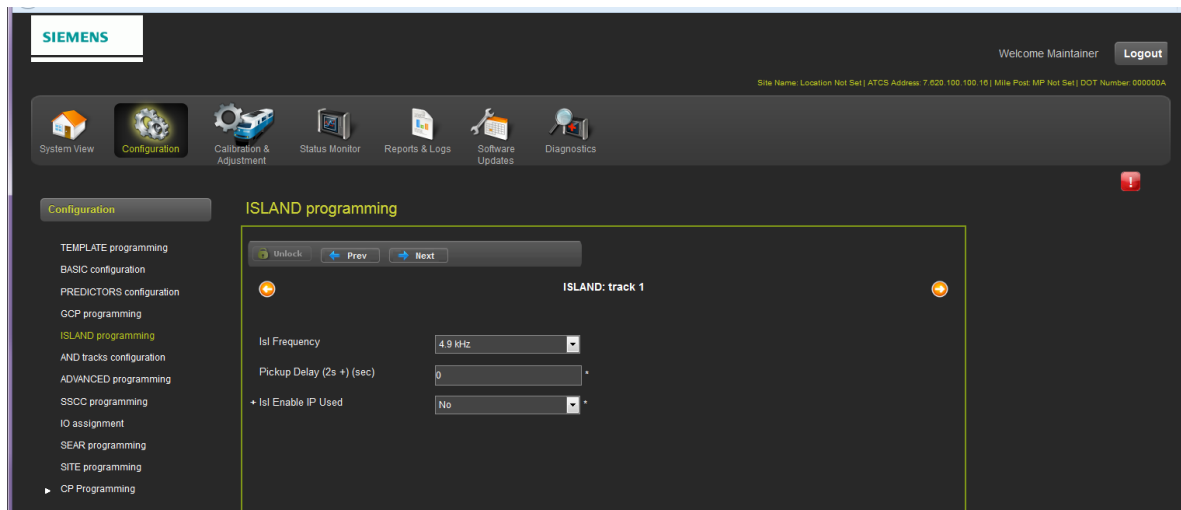 SIEMENS
Welcome Maintainer Logout
Site Name: Location Not Set | ATCS Address: 7.620.100.100.16 | Mile Post: MP Not Set | DOT Number: 000000A
System View Configuration Calibration & Status Monitor Reports & Logs Software Diagnostics
Adjustment Updates
Configuration
ISLAND programming
TEMPLATE programming
BASIC configuration
PREDICTORS configuration
GCP programming
ISLAND programming
AND tracks configuration
ADVANCED programming
SSCC programming
IO assignment
SEAR programming
SITE programming
CP Programming
Unlock Prev Next
ISLAND: track 1
Isl Frequency 4.9 kHz
Pickup Delay (2s +) (sec) 0 *
+ Isl Enable IP Used No *